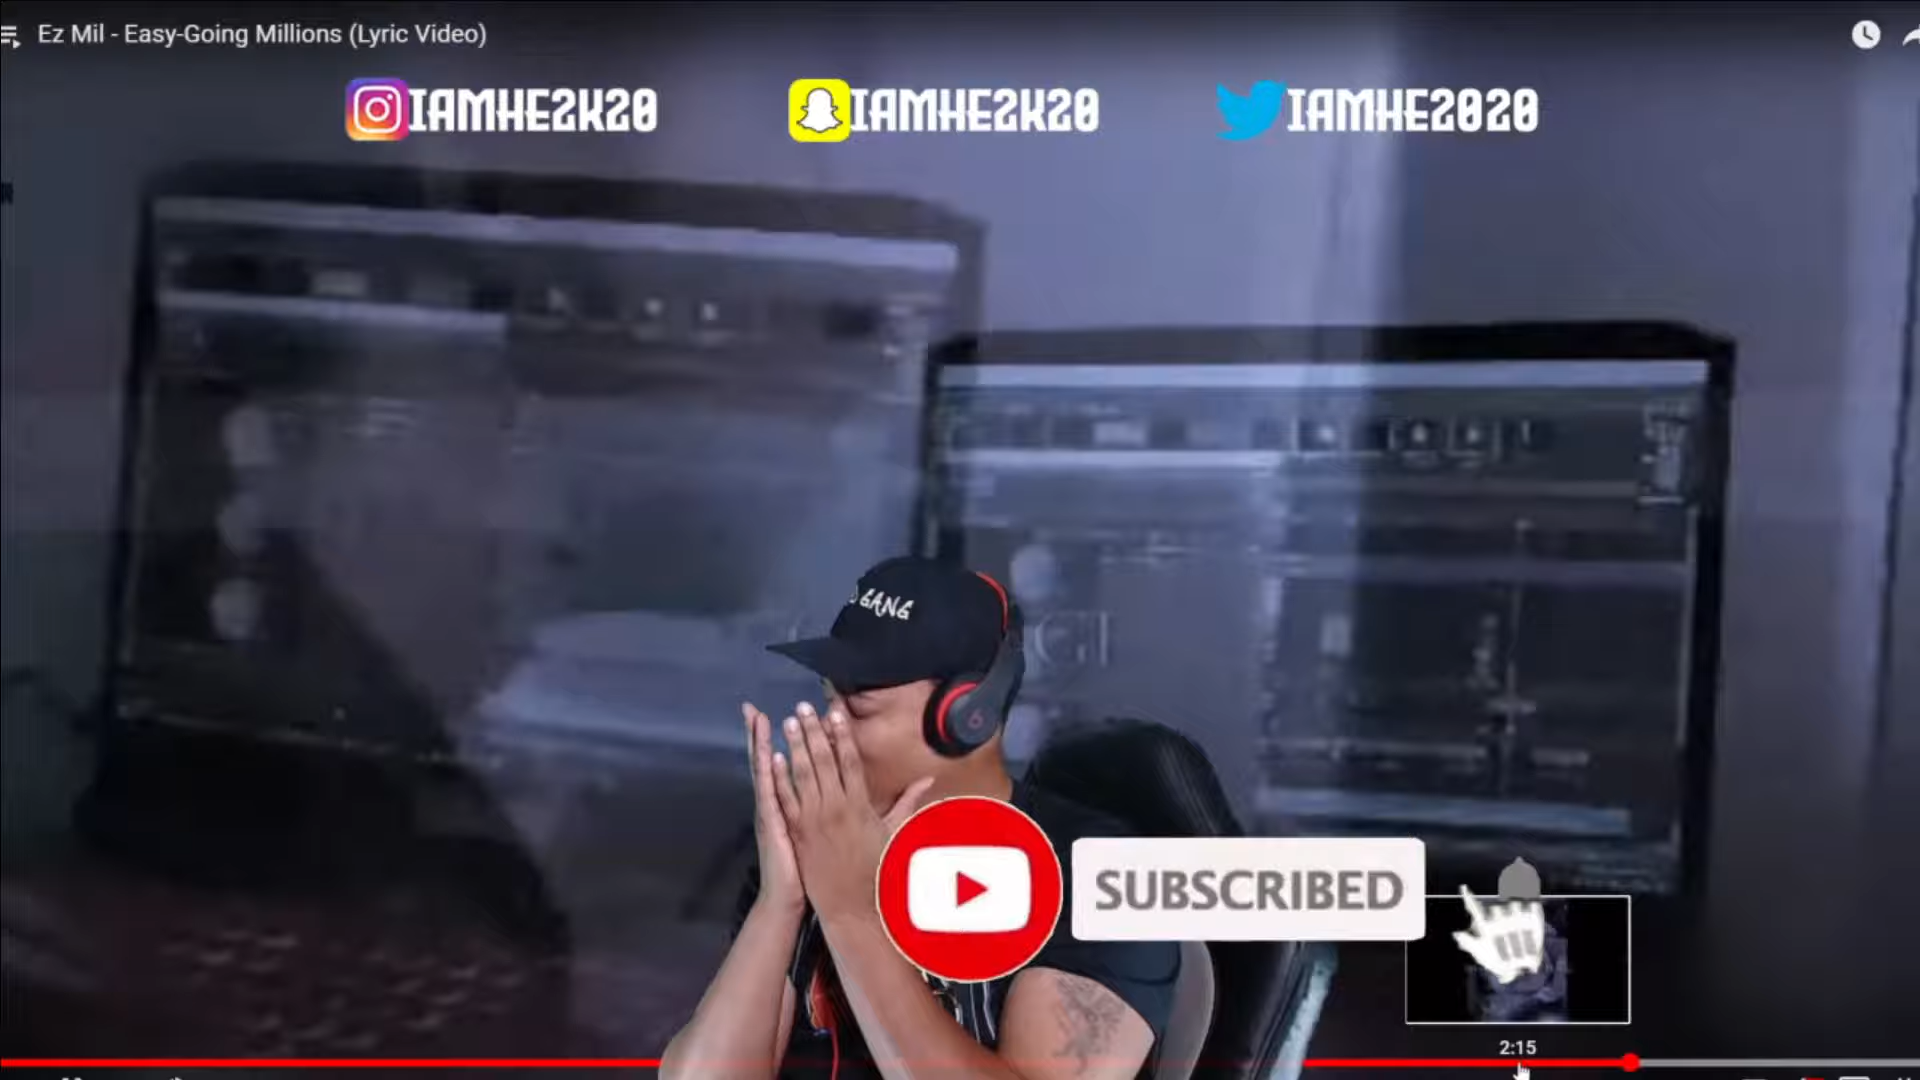 Ez Mil - Easy-Going Millions (Lyric Video)
IAMHE2K20
IAMHE2K20
IAMHE2020
GANG
SUBSCRIBED
2:15